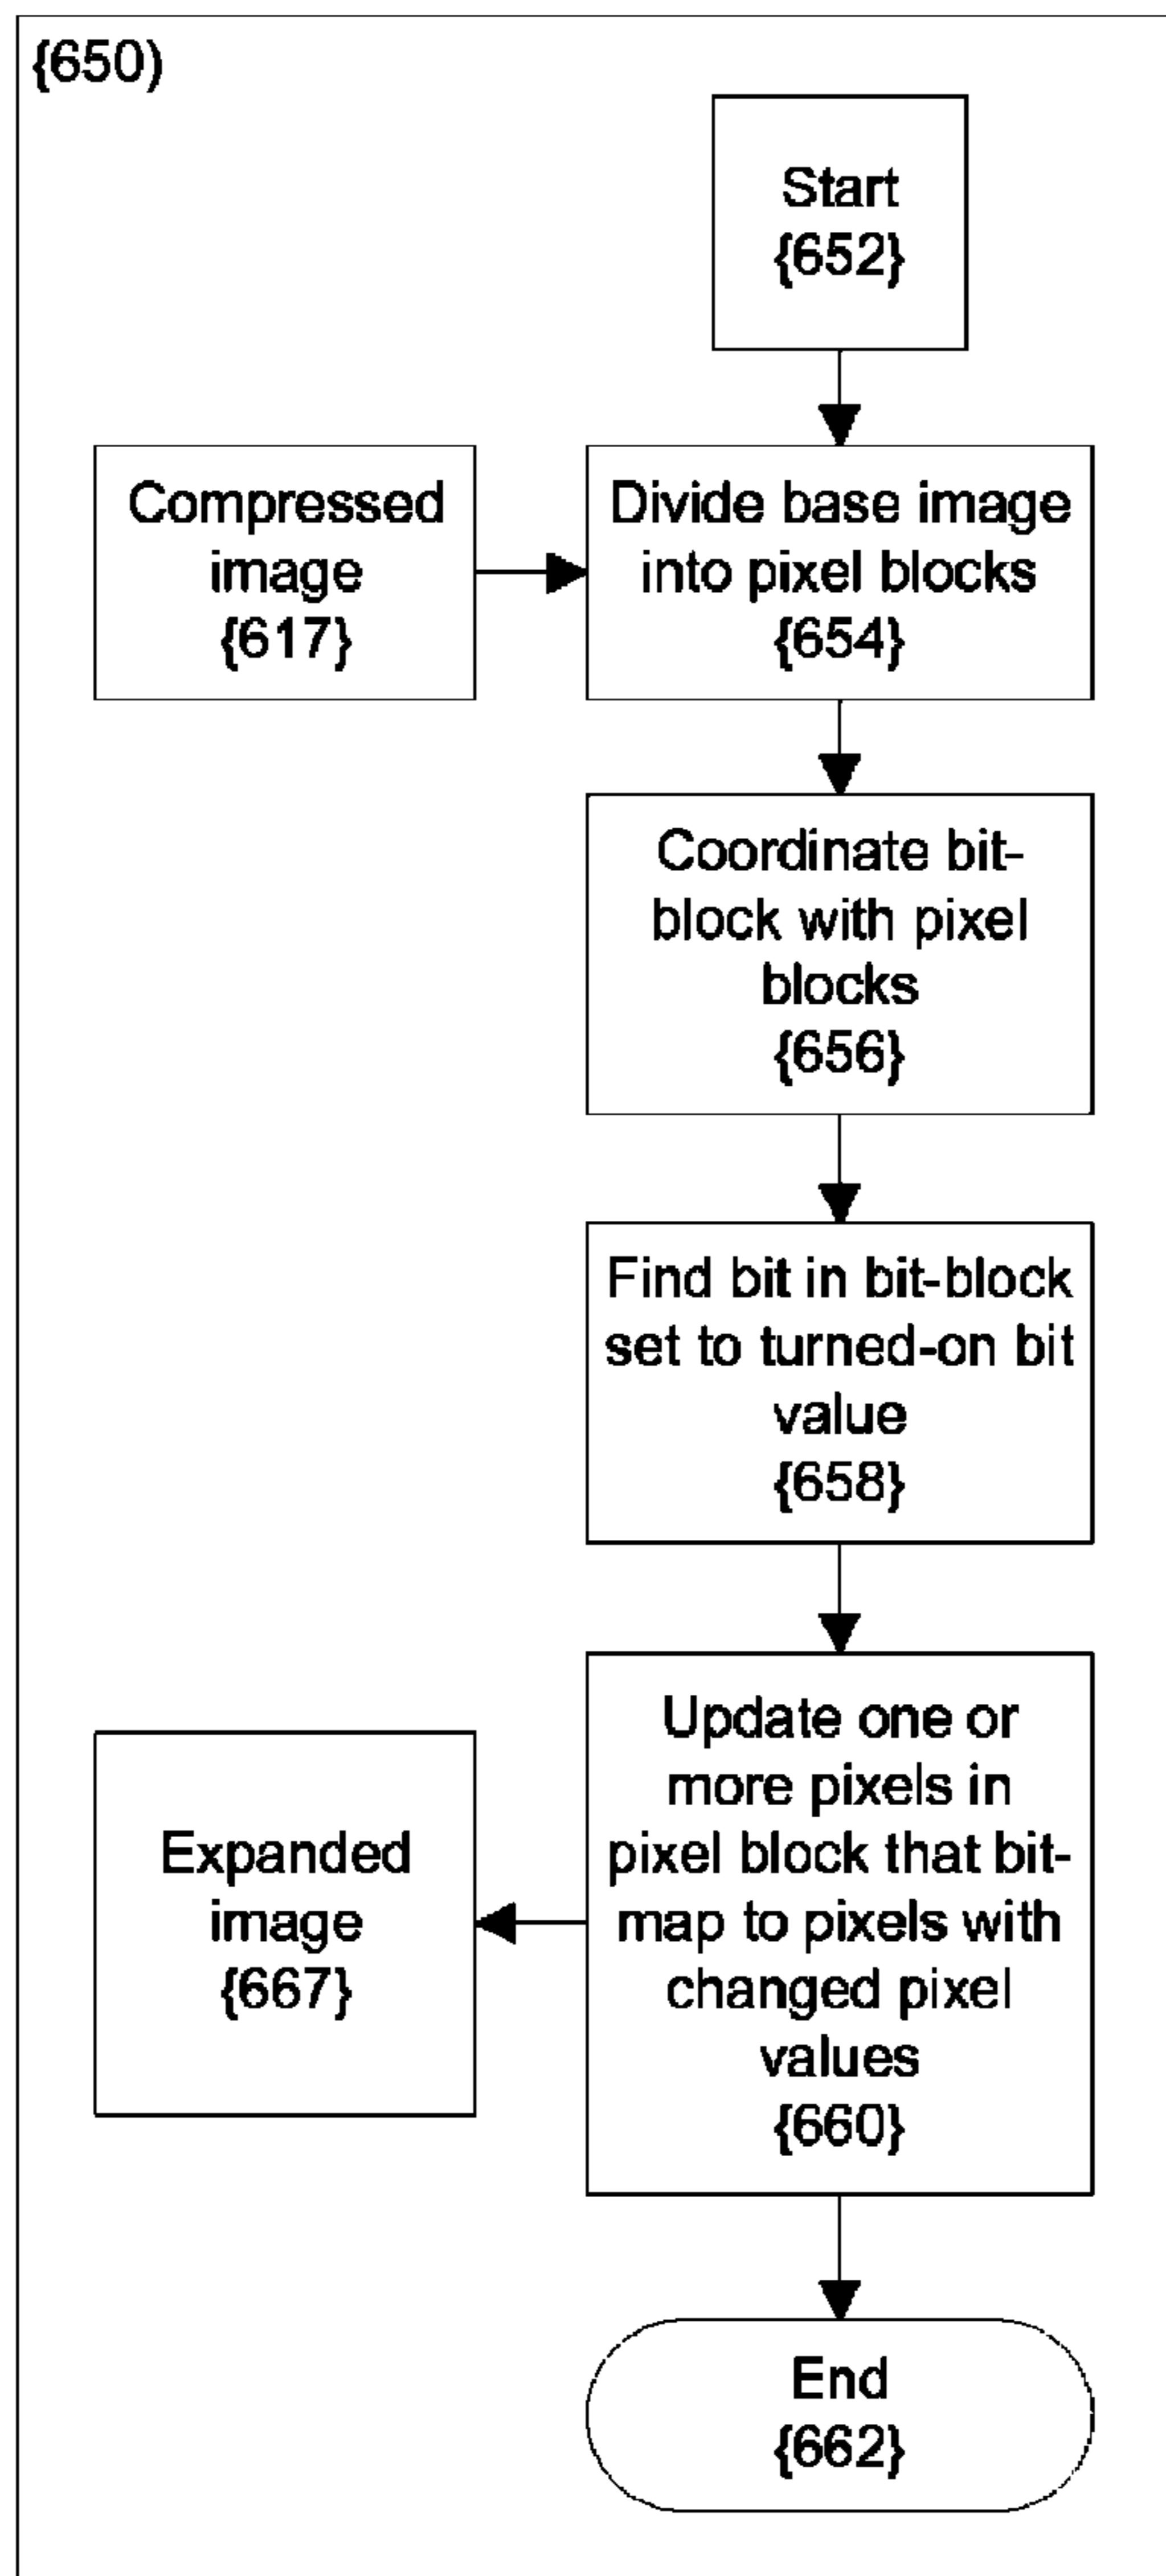 {650)
Start
{652}
Compressed
image
{617}
Divide base image
into pixel blocks
{654}
Coordinate bit-
block with pixel
blocks
{656}
Find bit in bit-block
set to turned-on bit
value
{658}
Update one or
more pixels in
pixel block that bit-
map to pixels with
changed pixel
values
{660}
Expanded
image
{667}
End
{662}